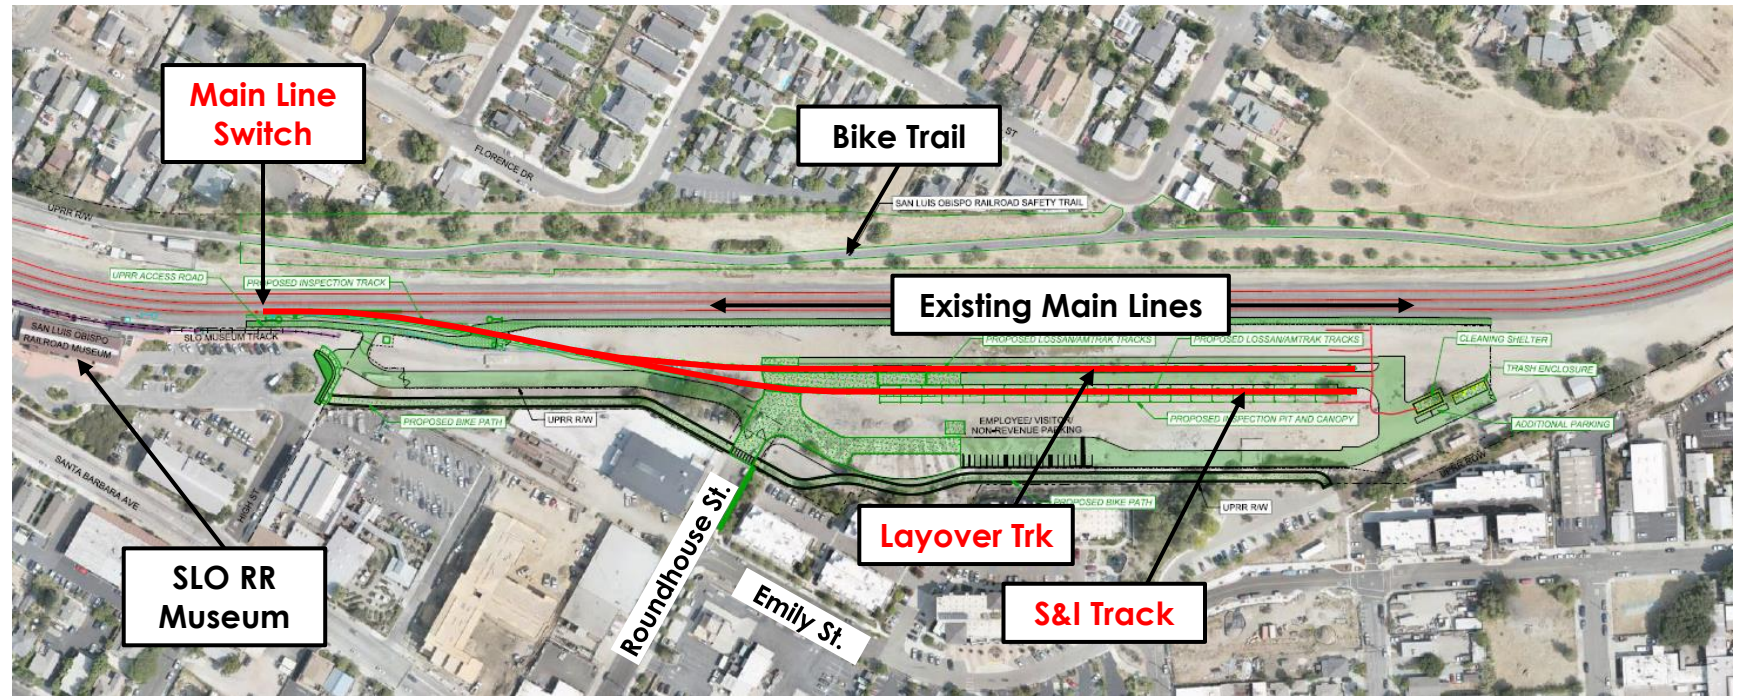 Main Line
Switch
Bike Trail
ST
FLORENCE DR
SAN LUIS OBISPO RAILROAD SAFETY TRAIL
UPRR R/W
UPRR ACCESS ROAD
PROPOSED INSPECTION TRACK
Existing Main Lines
SAN LUIS OBISPO
RAILROAD MUSEUM
SLO MUSEUM TRACK
PROPOSED LOSSAN/AMTRAK TRACKS
PROPOSED LOSSAN/AMTRAK TRACKS
CLEANING SHELTER
TRASH ENCLOSURE
PROPOSED BIKE PATH
UPRR R/W
EMPLOYEE/ VISITOR/
NON-REVENUE PARKING
PROPOSED INSPECTION PIT AND CANOPY
ADDITIONAL PARKING
UPRR ROW
SANTA BARBARA AVE
HIGH ST
PROPOSED BIKE PATH
UPRR R/W
Layover Trk
SLO RR
Museum
Roundhouse St.
Emily St.
S&I Track